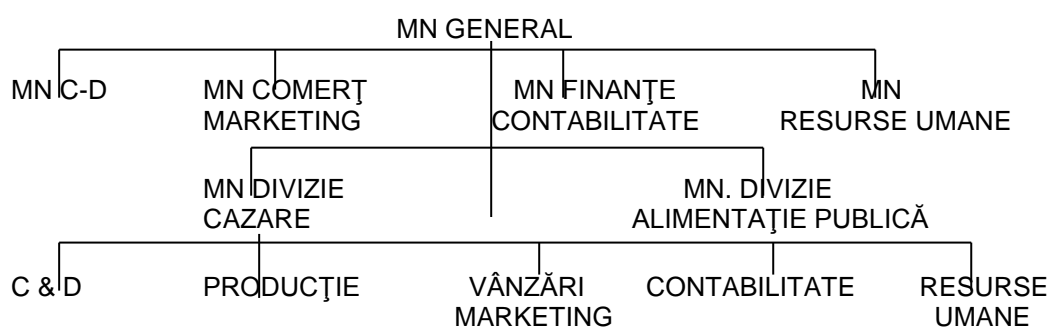 MN GENERAL
MN C-D MN COMERŢ MN FINANŢE MN
MARKETING CONTABILITATE RESURSE UMANE
MN DIVIZIE MN. DIVIZIE
CAZARE ALIMENTAŢIE PUBLICĂ
C & D PRODUCŢIE VÂNZĂRI CONTABILITATE RESURSE
MARKETING UMANE